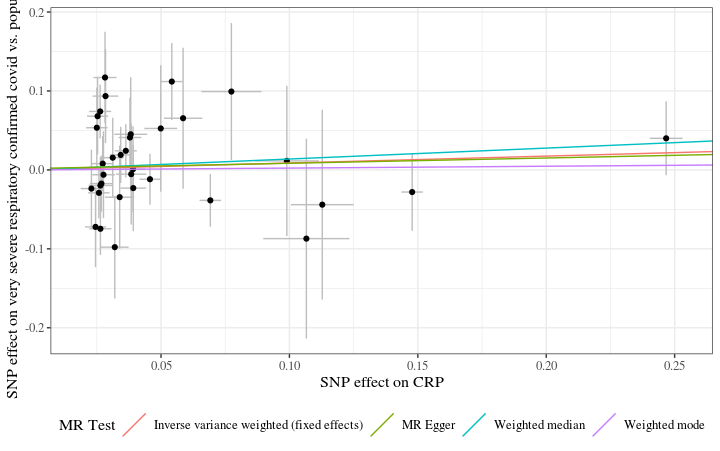 SNP effect on very severe respiratory confirmed covid vs.
0.2
0.1
0.0
-0.1
-0.2
0.05
0.10
0.15
0.20
0.25
SNP effect on CRP
MR Test
Inverse variance weighted (fixed effects)
MR Egger
Weighted median
Weighted mode